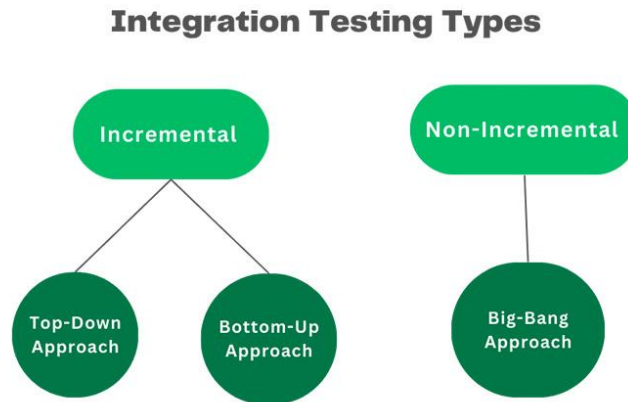 Integration Testing Types
Incremental
Non-Incremental
Top-Down
Approach
Bottom-Up
Approach
Big-Bang
Approach